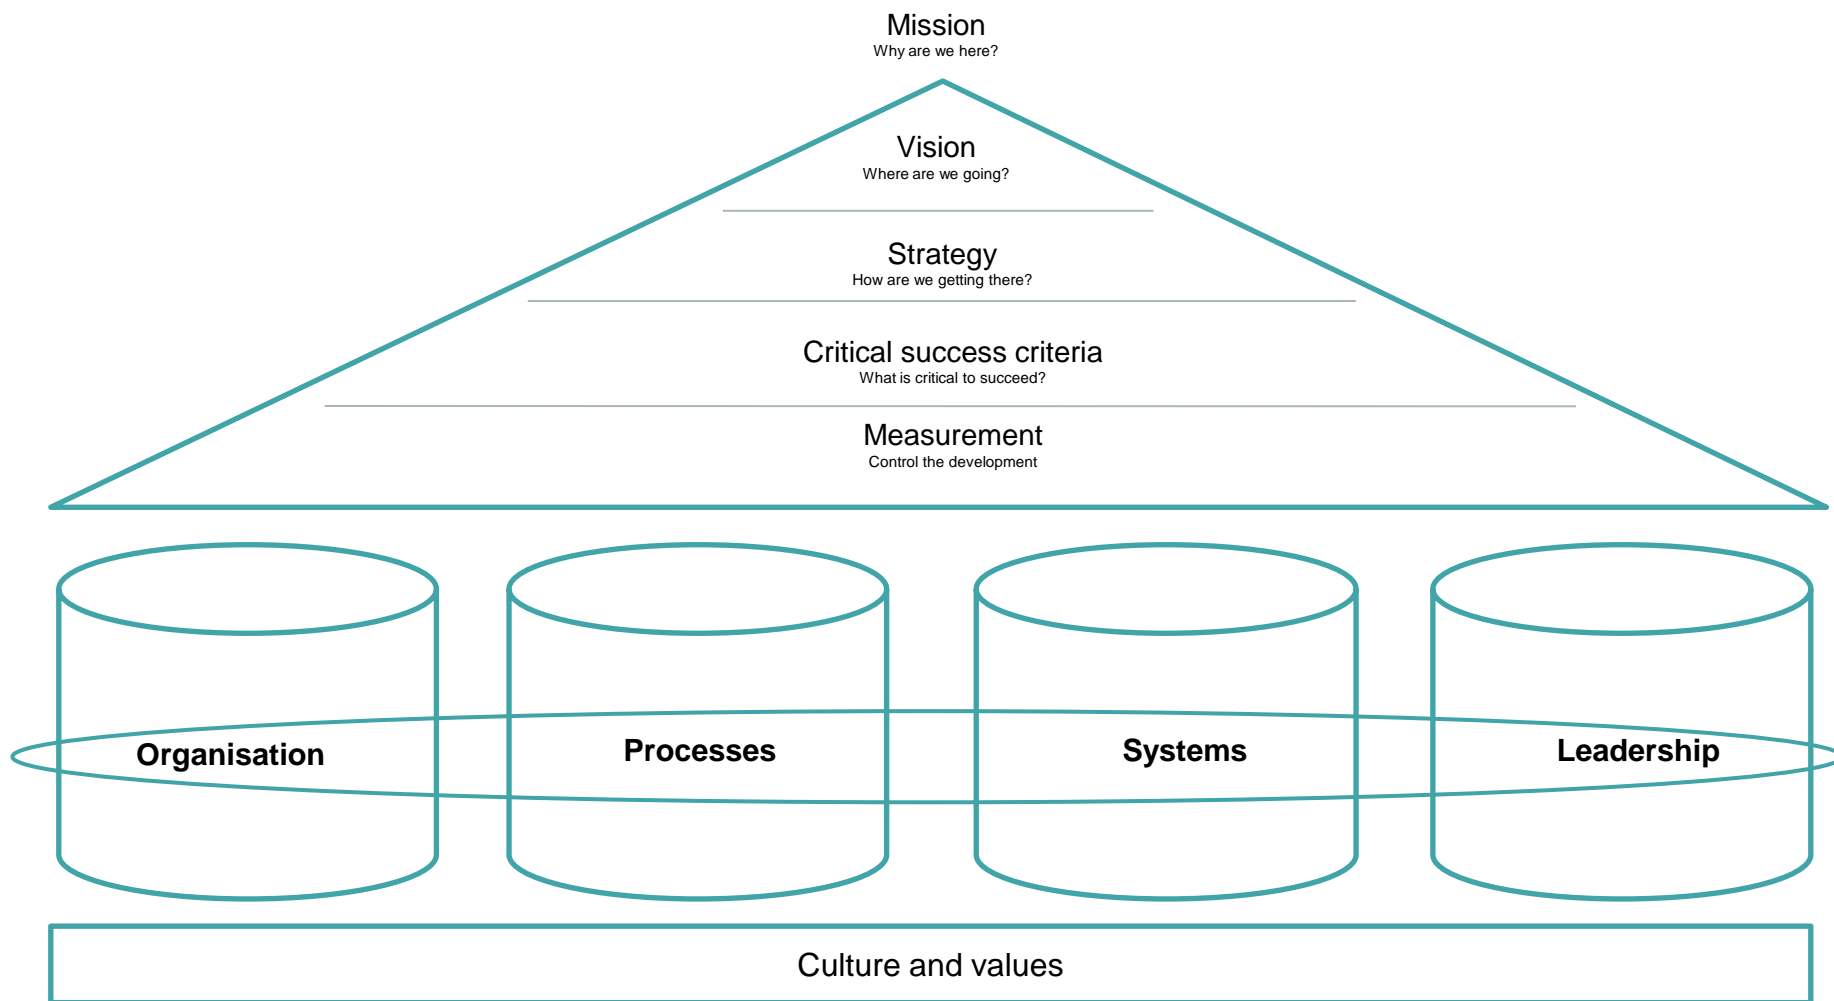 Mission
Why are we here?
Vision
Where are we going?
Strategy
How are we getting there?
Critical success criteria
What is critical to succeed?
Measurement
Control the development
Organisation
Processes
Systems
Leadership
Culture and values